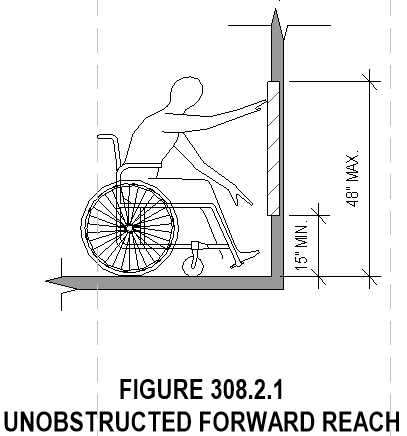 48" MAX.
15" MIN.
FIGURE 308.2.1
UNOBSTRUCTED FORWARD REACH